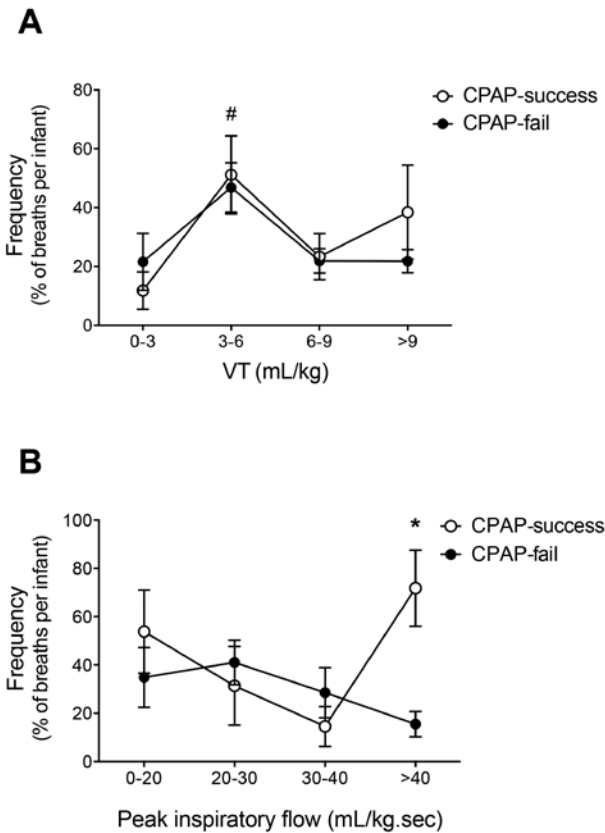 A
80
60
40
20
0
Frequency
(% of breaths per infant)
#
CPAP-success
CPAP-fail
0-3
3-6
6-9
>9
VT (mL/kg)
B
100
80
60
40
20
0
Frequency
(% of breaths per infant)
*
CPAP-success
CPAP-fail
0-20
20-30
30-40
>40
Peak inspiratory flow (mL/kg.sec)